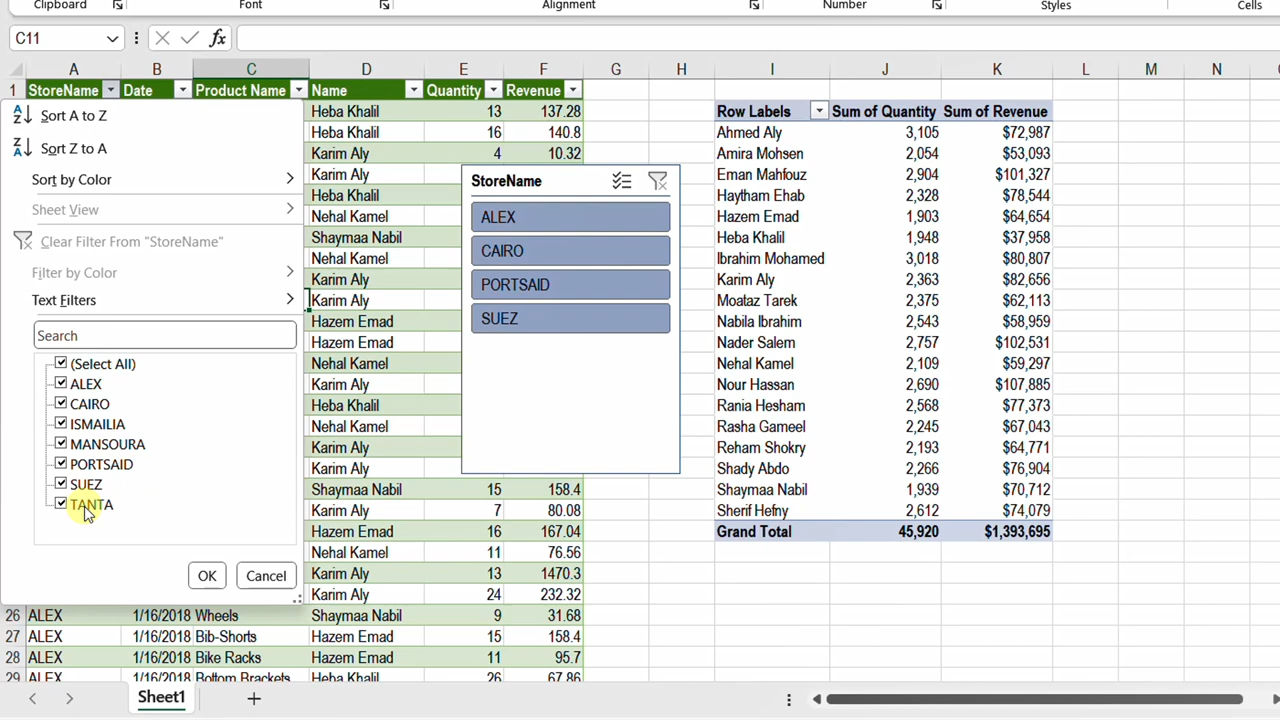 Clipboard Font Alignment Number Styles Cells
C11 fx
A B C D E F G H I J K L M N
1 StoreName Date Product Name Name Quantity Revenue
Sort A to Z
Sort Z to A
Sort by Color
Sheet View
Clear Filter From "StoreName"
Filter by Color
Text Filters
Search
(Select All)
ALEX
CAIRO
ISMAILIA
MANSOURA
PORTSAID
SUEZ
TANTA
OK Cancel
Heba Khalil 13 137.28
Heba Khalil 16 140.8
Karim Aly 4 10.32
Karim Aly
Heba Khalil
Nehal Kamel
Shaymaa Nabil
Nehal Kamel
Karim Aly
Karim Aly
Hazem Emad
Hazem Emad
Nehal Kamel
Karim Aly
Heba Khalil
Nehal Kamel
Karim Aly
Karim Aly
Shaymaa Nabil 15 158.4
Karim Aly 7 80.08
Hazem Emad 16 167.04
Nehal Kamel 11 76.56
Karim Aly 13 1470.3
Karim Aly 24 232.32
26 ALEX 1/16/2018 Wheels Shaymaa Nabil 9 31.68
27 ALEX 1/16/2018 Bib-Shorts Hazem Emad 15 158.4
28 ALEX 1/16/2018 Bike Racks Hazem Emad 11 95.7
29 ALEX 1/16/2018 Bottom Brackets Heba Khalil 26 67.86
StoreName
ALEX
CAIRO
PORTSAID
SUEZ
Row Labels Sum of Quantity Sum of Revenue
Ahmed Aly 3,105 $72,987
Amira Mohsen 2,054 $53,093
Eman Mahfouz 2,904 $101,327
Haytham Ehab 2,328 $78,544
Hazem Emad 1,903 $64,654
Heba Khalil 1,948 $37,958
Ibrahim Mohamed 3,018 $80,807
Karim Aly 2,363 $82,656
Moataz Tarek 2,375 $62,113
Nabila Ibrahim 2,543 $58,959
Nader Salem 2,757 $102,531
Nehal Kamel 2,109 $59,297
Nour Hassan 2,690 $107,885
Rania Hesham 2,568 $77,373
Rasha Gameel 2,245 $67,043
Reham Shokry 2,193 $64,771
Shady Abdo 2,266 $76,904
Shaymaa Nabil 1,939 $70,712
Sherif Hefny 2,612 $74,079
Grand Total 45,920 $1,393,695
Sheet1